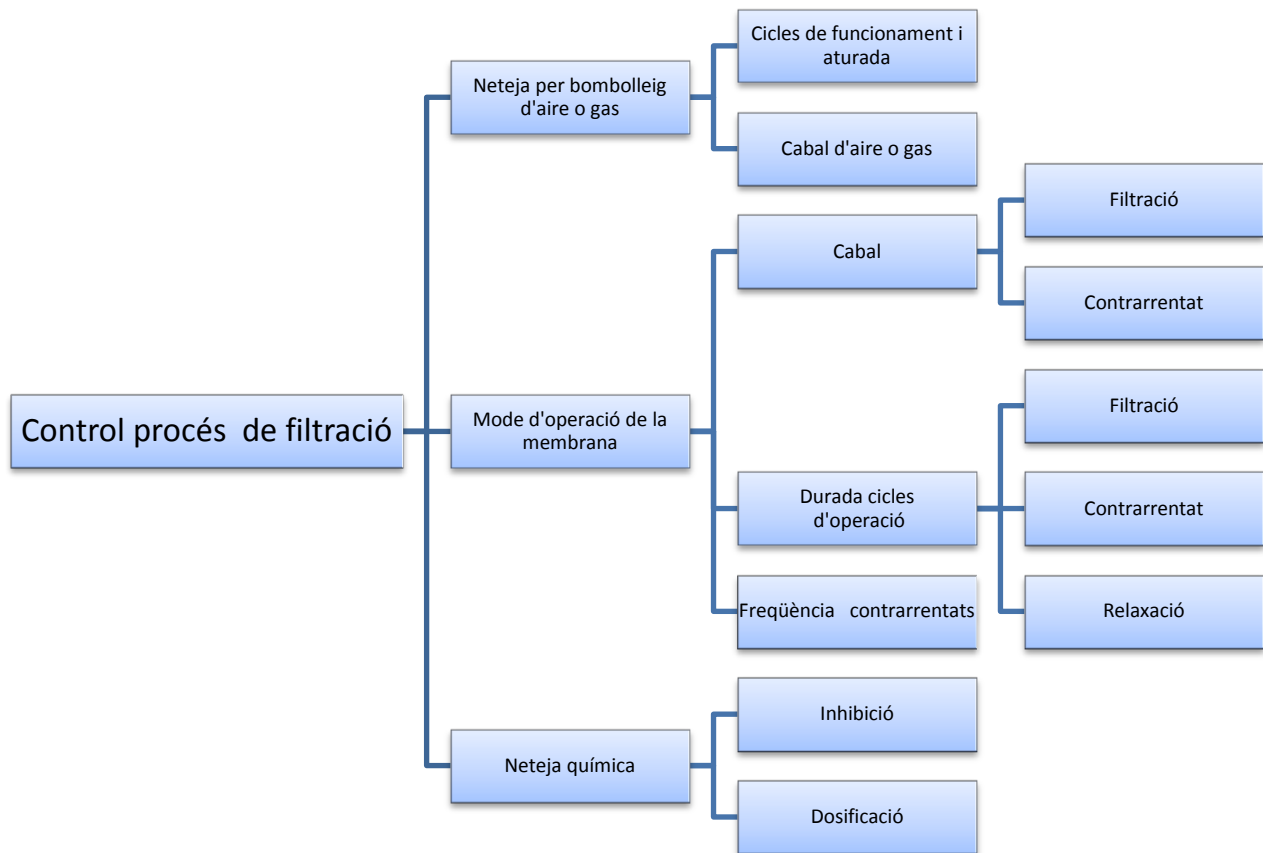 Cicles de funcionament i
aturada
Neteja per bombolleig
d'aire o gas
Cabal d'aire o gas
Filtració
Cabal
Contrarrentat
Control procés  de filtració
Mode d'operació de la
membrana
Filtració
Durada cicles
d'operació
Contrarrentat
Freqüència   contrarrentats
Relaxació
Inhibició
Neteja química
Dosificació